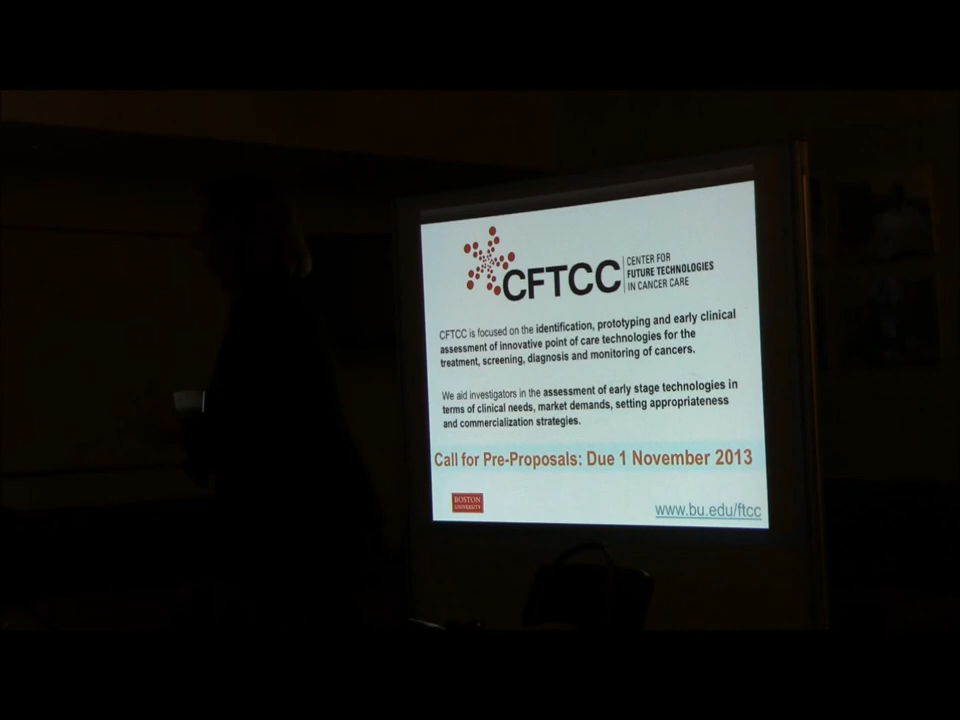 CFTCC
CENTER FOR
FUTURE TECHNOLOGIES
IN CANCER CARE
CFTCC is focused on the identification, prototyping and early clinical
assessment of innovative point of care technologies for the
treatment, screening, diagnosis and monitoring of cancers.
We aid investigators in the assessment of early stage technologies in
terms of clinical needs, market demands, setting appropriateness
and commercialization strategies.
Call for Pre-Proposals: Due 1 November 2013
BOSTON
UNIVERSITY
www.bu.edu/ftcc